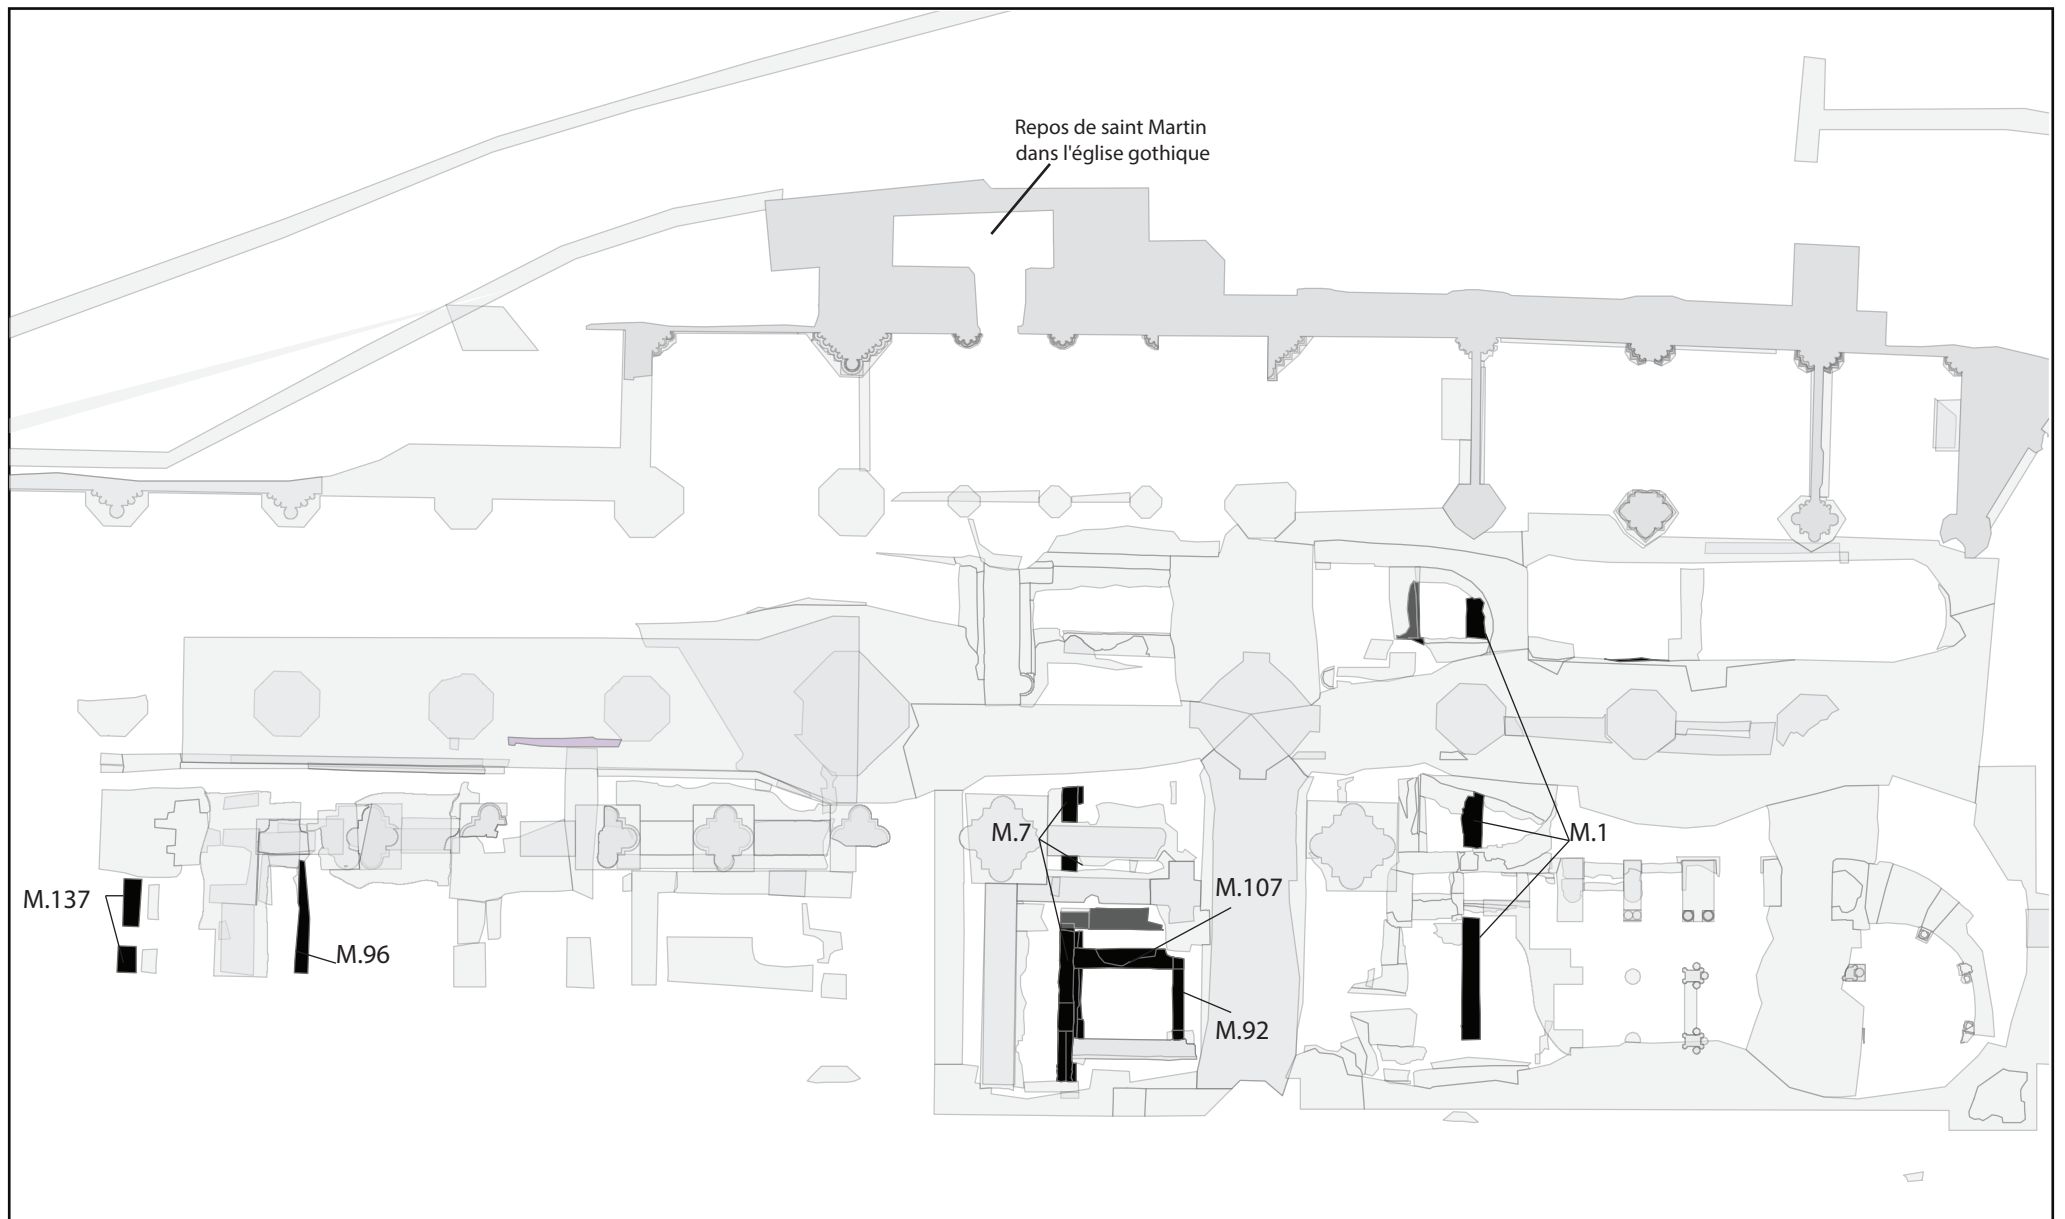 Repos de saint Martin
dans l'église gothique
M.7
M.1
M.107
M.137
M.96
M.92